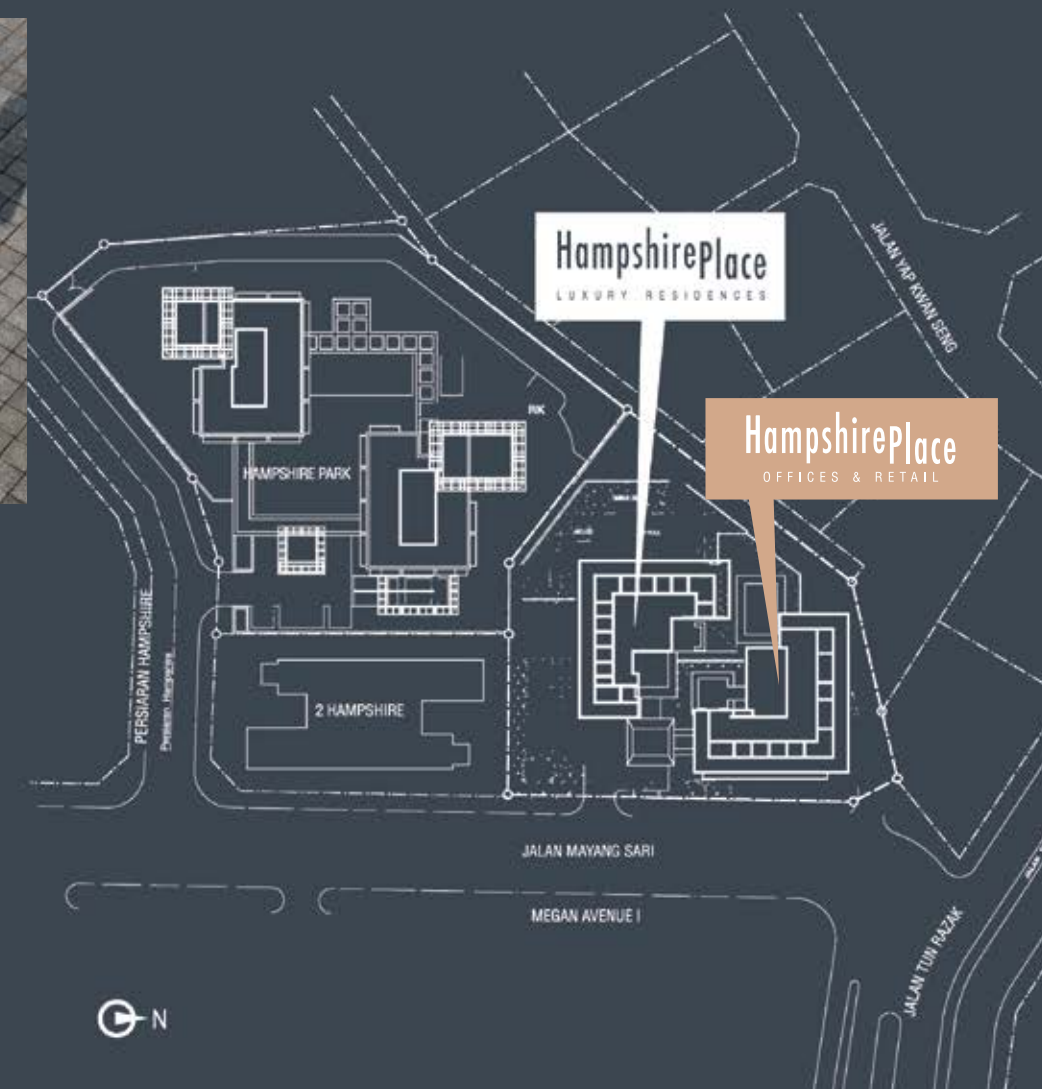 HampshirePlace
LUXURY RESIDENCES
JALAN YAP KWAN SENG
HampshirePlace
OFFICES & RETAIL
HAMPSHIRE PARK
PERSIARAN HAMPSHIRE
2 HAMPSHIRE
JALAN MAYANG SARI
MEGAN AVENUE I
JALAN TUN RAZAK
N